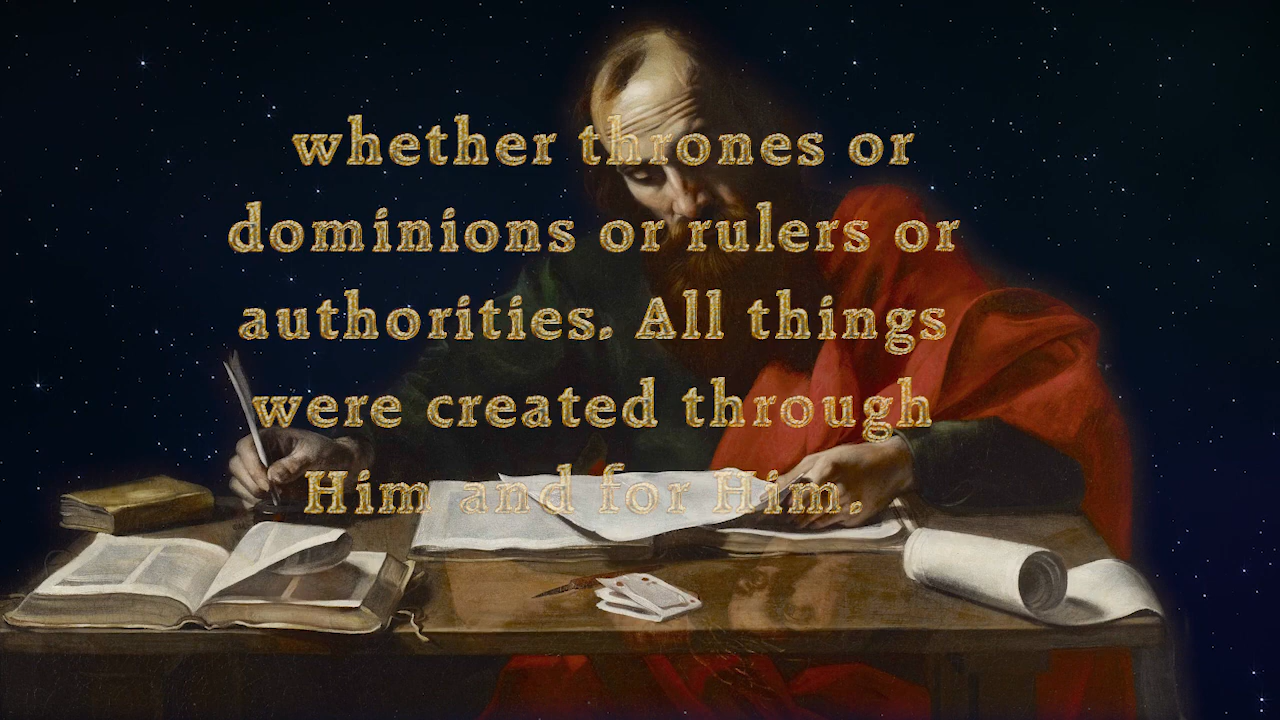 whether thrones or
dominions or rulers or
authorities. All things
were created through
Him and for Him.